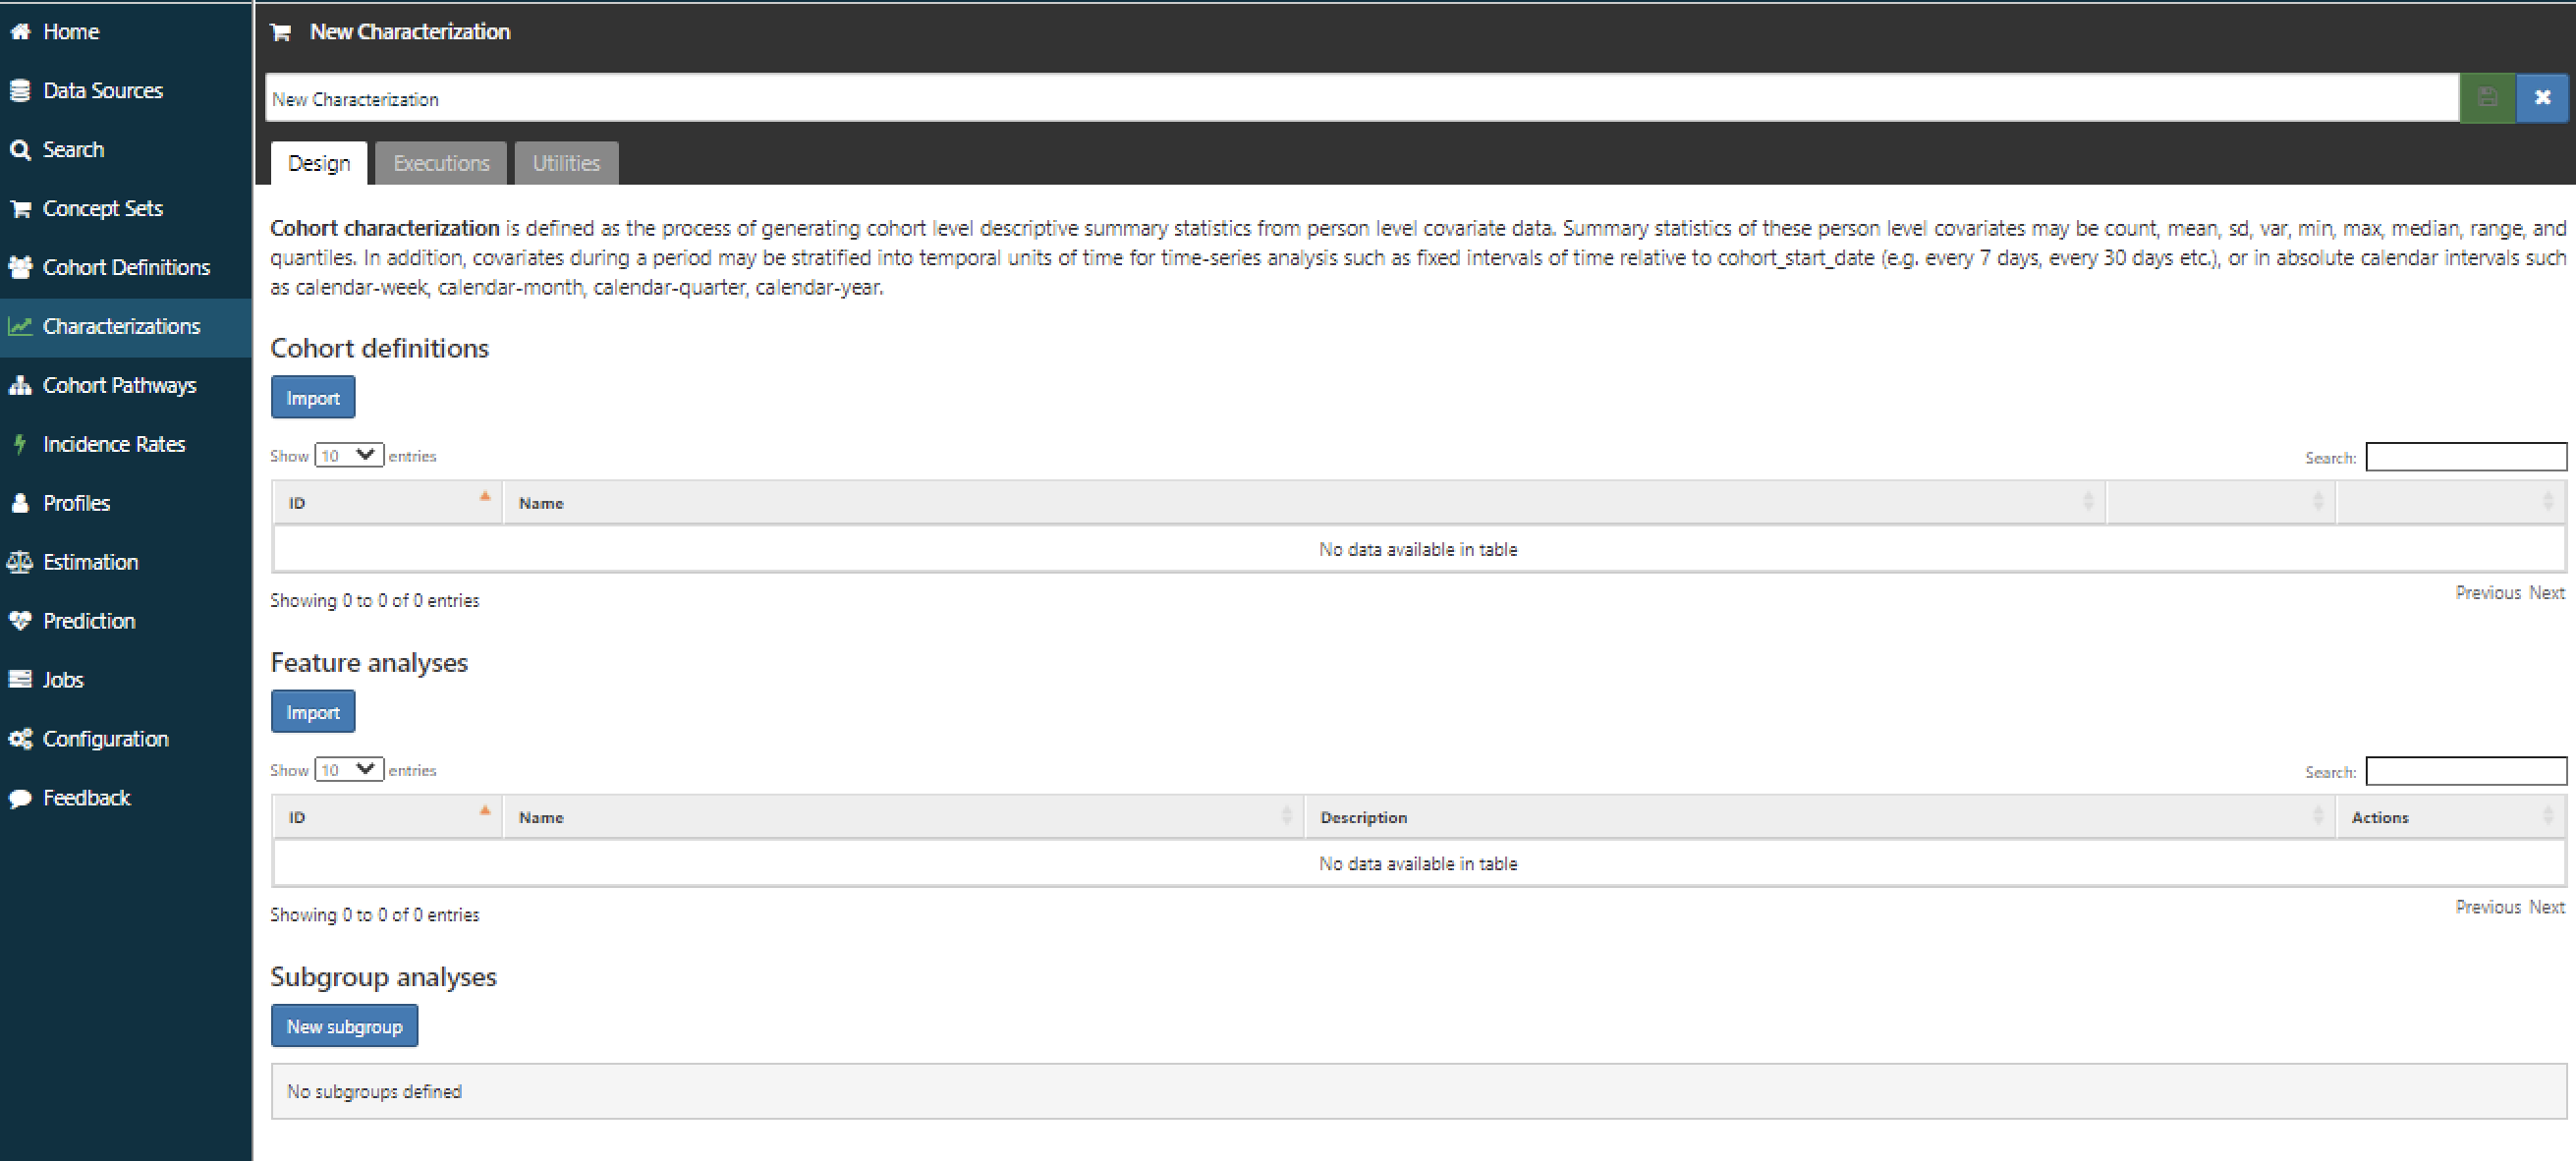 Home
Data Sources
Search
Concept Sets
Cohort Definitions
Characterizations
Cohort Pathways
Incidence Rates
Profiles
Estimation
Prediction
Jobs
Configuration
Feedback
New Characterization
New Characterization
Design Executions Utilities
Cohort characterization is defined as the process of generating cohort level descriptive summary statistics from person level covariate data. Summary statistics of these person level covariates may be count, mean, sd, var, min, max, median, range, and
quantiles. In addition, covariates during a period may be stratified into temporal units of time for time-series analysis such as fixed intervals of time relative to cohort_start_date (e.g. every 7 days, every 30 days etc.), or in absolute calendar intervals such
as calendar-week, calendar-month, calendar-quarter, calendar-year.
Cohort definitions
Import
Show 10 entries Search:
ID Name
No data available in table
Showing 0 to 0 of 0 entries Previous Next
Feature analyses
Import
Show 10 entries Search:
ID Name Description Actions
No data available in table
Showing 0 to 0 of 0 entries Previous Next
Subgroup analyses
New subgroup
No subgroups defined